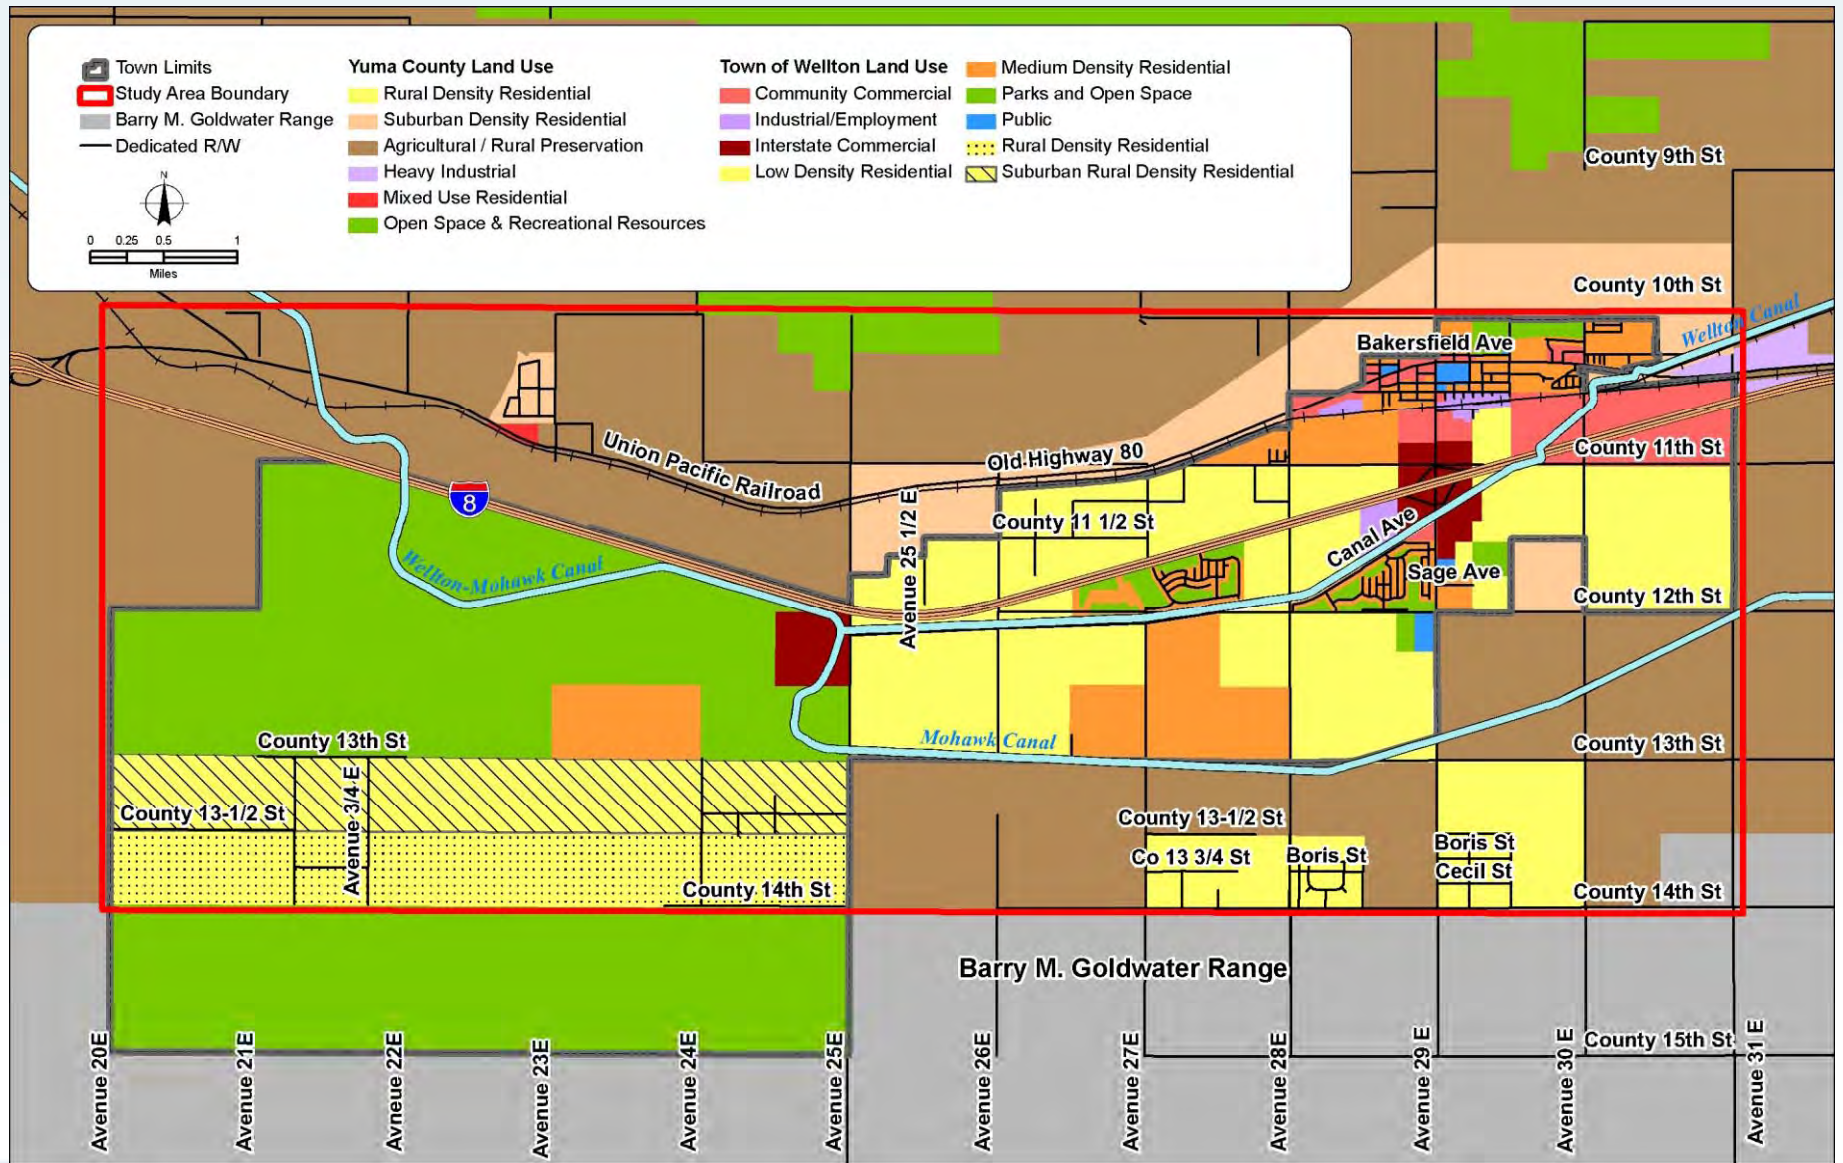 Town Limits
Study Area Boundary
Barry M. Goldwater Range
Dedicated R/W
N
0 0.25 0.5 1
Miles
Yuma County Land Use
Rural Density Residential
Suburban Density Residential
Agricultural / Rural Preservation
Heavy Industrial
Mixed Use Residential
Open Space & Recreational Resources
Town of Wellton Land Use
Community Commercial
Industrial/Employment
Interstate Commercial
Low Density Residential
Medium Density Residential
Parks and Open Space
Public
Rural Density Residential
Suburban Rural Density Residential
County 9th St
County 10th St
Wellton Canal
Bakersfield Ave
Union Pacific Railroad
Old Highway 80
County 11th St
8
Avenue 25 1/2 E
County 11 1/2 St
Canal Ave
Wellton-Mohawk Canal
Sage Ave
County 12th St
County 13th St
Mohawk Canal
County 13th St
County 13-1/2 St
Avenue 3/4 E
County 13-1/2 St
Co 13 3/4 St
Boris St
Boris St
Cecil St
County 14th St
County 14th St
Barry M. Goldwater Range
County 15th St
Avenue 20E
Avenue 21E
Avneue 22E
Avenue 23E
Avenue 24E
Avenue 25E
Avenue 26E
Avenue 27E
Avenue 28E
Avenue 29 E
Avenue 30 E
Avenue 31 E